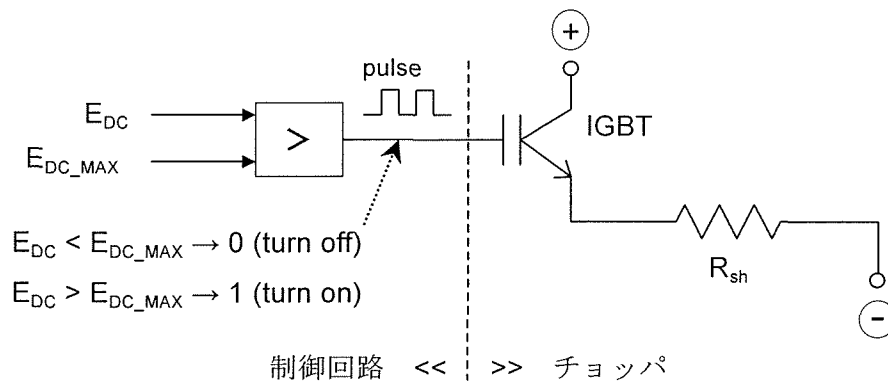 +
pulse
IGBT
E_DC
>
E_DC_MAX
E_DC < E_DC_MAX → 0 (turn off)
R_sh
E_DC > E_DC_MAX → 1 (turn on)
−
制御回路 << >> チョッパ